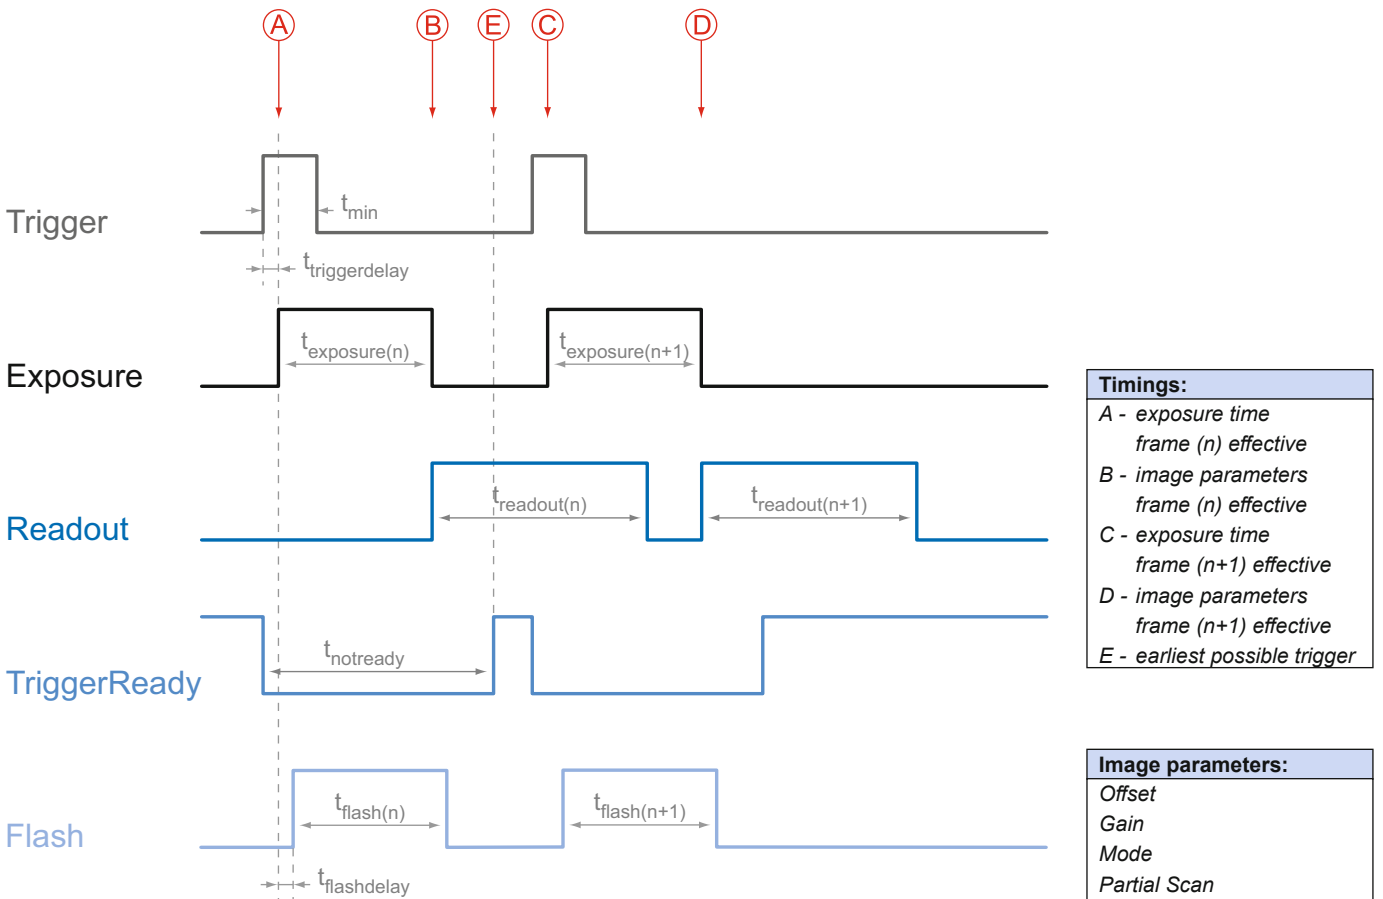 A B E C D
Trigger
tmin
ttriggerdelay
Exposure
texposure(n)
texposure(n+1)
Readout
treadout(n)
treadout(n+1)
TriggerReady
tnotready
Flash
tflash(n)
tflash(n+1)
tflashdelay
Timings:
A - exposure time
frame (n) effective
B - image parameters
frame (n) effective
C - exposure time
frame (n+1) effective
D - image parameters
frame (n+1) effective
E - earliest possible trigger
Image parameters:
Offset
Gain
Mode
Partial Scan